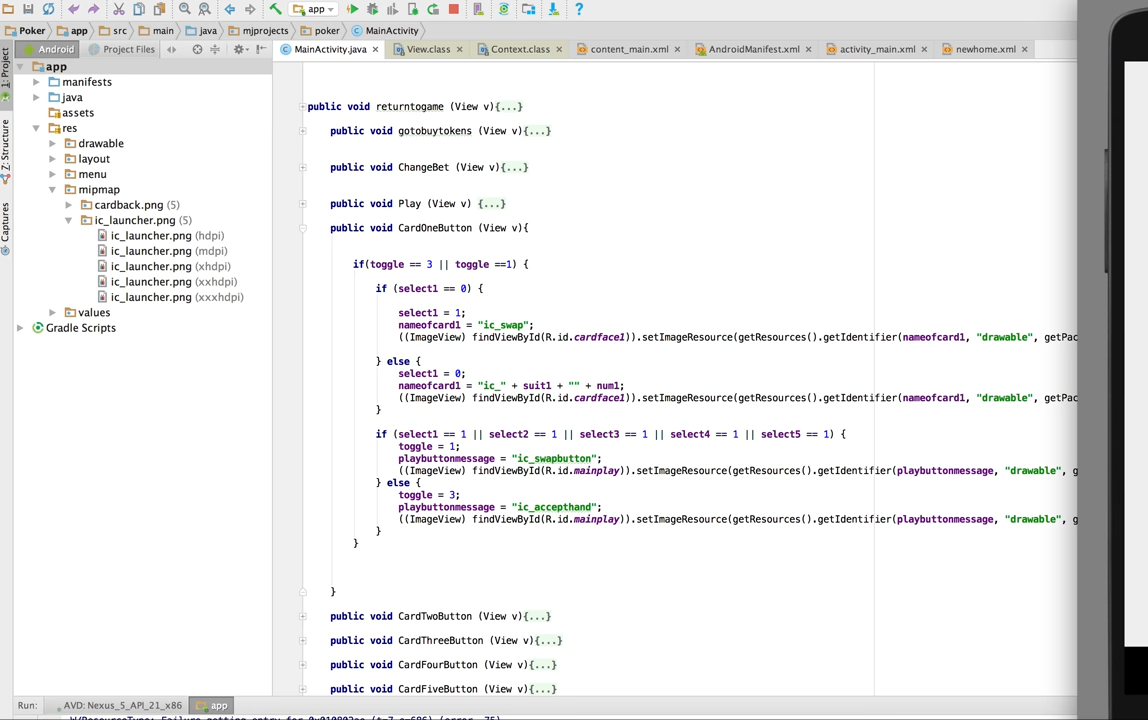 app
Poker app src main java mjprojects poker MainActivity
Android Project Files
MainActivity.java View.class Context.class content_main.xml AndroidManifest.xml activity_main.xml newhome.xml
1: Project
Z: Structure
Captures
app
manifests
java
assets
res
drawable
layout
menu
mipmap
cardback.png (5)
ic_launcher.png (5)
ic_launcher.png (hdpi)
ic_launcher.png (mdpi)
ic_launcher.png (xhdpi)
ic_launcher.png (xxhdpi)
ic_launcher.png (xxxhdpi)
values
Gradle Scripts
public void returntogame (View v){...}
public void gotobuytokens (View v){...}
public void ChangeBet (View v){...}
public void Play (View v) {...}
public void CardOneButton (View v){
if(toggle == 3 || toggle ==1) {
if (select1 == 0) {
select1 = 1;
nameofcard1 = "ic_swap";
((ImageView) findViewById(R.id.cardface1)).setImageResource(getResources().getIdentifier(nameofcard1, "drawable", getPac
} else {
select1 = 0;
nameofcard1 = "ic_" + suit1 + "" + num1;
((ImageView) findViewById(R.id.cardface1)).setImageResource(getResources().getIdentifier(nameofcard1, "drawable", getPac
}
if (select1 == 1 || select2 == 1 || select3 == 1 || select4 == 1 || select5 == 1) {
toggle = 1;
playbuttonmessage = "ic_swapbutton";
((ImageView) findViewById(R.id.mainplay)).setImageResource(getResources().getIdentifier(playbuttonmessage, "drawable", g
} else {
toggle = 3;
playbuttonmessage = "ic_accepthand";
((ImageView) findViewById(R.id.mainplay)).setImageResource(getResources().getIdentifier(playbuttonmessage, "drawable", g
}
}
}
public void CardTwoButton (View v){...}
public void CardThreeButton (View v){...}
public void CardFourButton (View v){...}
public void CardFiveButton (View v){...}
Run: AVD: Nexus_5_API_21_x86 app